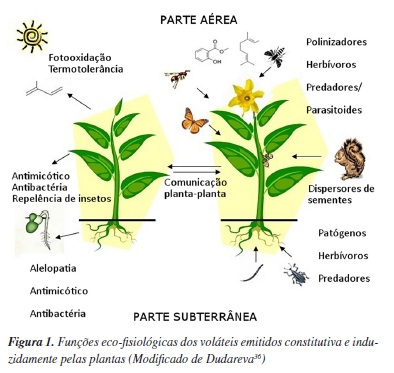 PARTE AÉREA
Fotooxidação
Termotolerância
Polinizadores
Herbívoros
Predadores/
Parasitoides
Antimicótico
Antibactéria
Repelência de insetos
Comunicação
planta-planta
Dispersores de
sementes
Alelopatia
Antimicótico
Antibactéria
Patógenos
Herbívoros
Predadores
PARTE SUBTERRÂNEA
Figura 1. Funções eco-fisiológicas dos voláteis emitidos constitutiva e indu-
zidamente pelas plantas (Modificado de Dudareva³⁶)